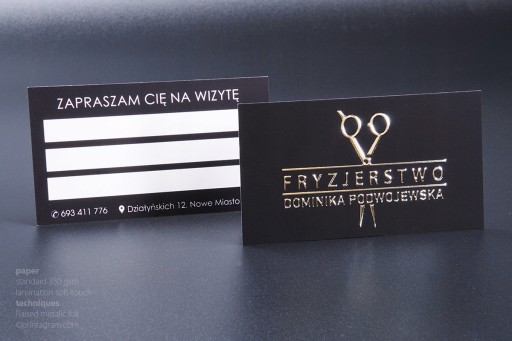 ZAPRASZAM CIĘ NA WIZYTĘ
693 411 776 Działyńskich 12, Nowe Miasto
FRYZJERSTWO
DOMINIKA PODWOJEWSKA
paper
standard 350 gsm
lamination soft-touch
techniques
Raised metallic foil